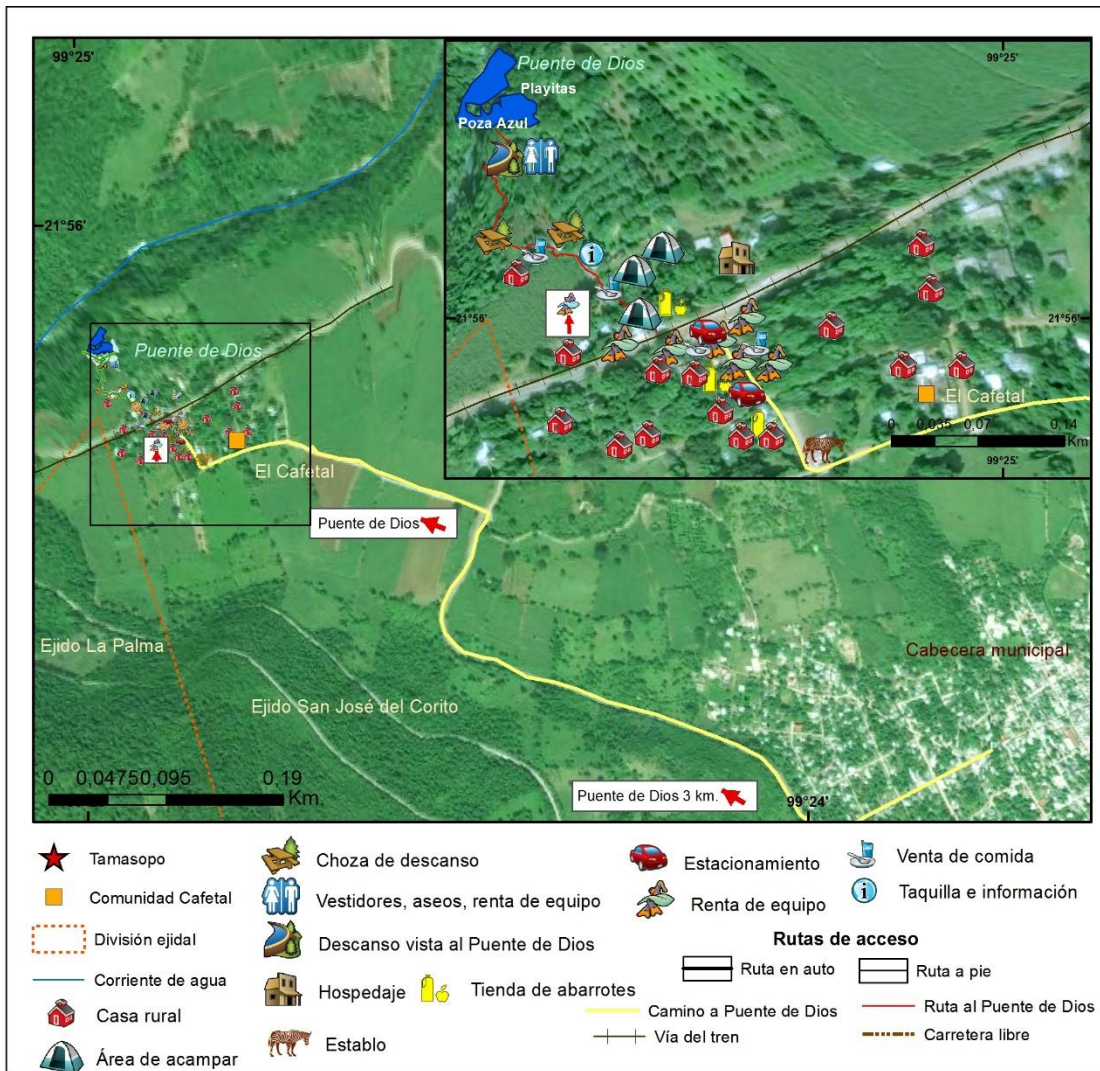 99°25'
99°25'
Puente de Dios
Playitas
Poza Azul
21°56'
21°56'
21°56'
Puente de Dios
El Cafetal
0 0,035 0,07 0,14
Km
99°25'
El Cafetal
Puente de Dios
Ejido La Palma
Cabecera municipal
Ejido San José del Corito
0 0,0475 0,095 0,19
Km.
Puente de Dios 3 km.
99°24'
Tamasopo
Comunidad Cafetal
División ejidal
Corriente de agua
Casa rural
Área de acampar
Choza de descanso
Vestidores, aseos, renta de equipo
Descanso vista al Puente de Dios
Hospedaje
Tienda de abarrotes
Establo
Estacionamiento
Renta de equipo
Venta de comida
Taquilla e información
Rutas de acceso
Ruta en auto
Ruta a pie
Camino a Puente de Dios
Ruta al Puente de Dios
Vía del tren
Carretera libre